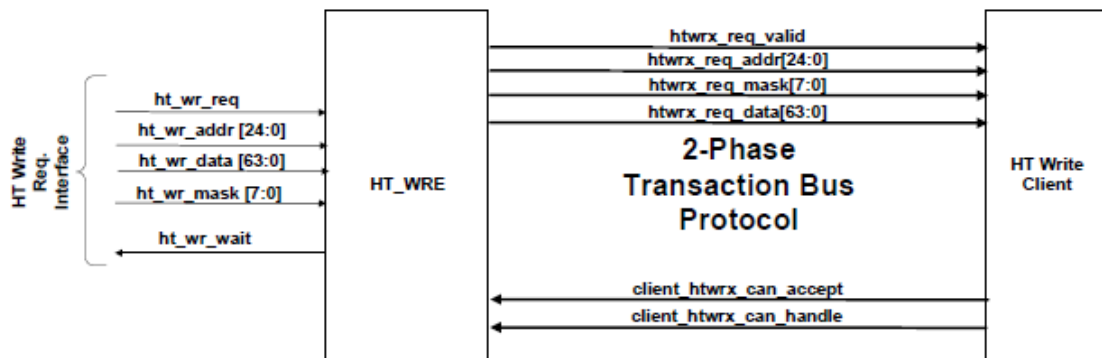 HT Write
Req.
Interface
ht_wr_req
ht_wr_addr [24:0]
ht_wr_data [63:0]
ht_wr_mask [7:0]
ht_wr_wait
HT_WRE
htwrx_req_valid
htwrx_req_addr[24:0]
htwrx_req_mask[7:0]
htwrx_req_data[63:0]
2-Phase
Transaction Bus
Protocol
client_htwrx_can_accept
client_htwrx_can_handle
HT Write
Client